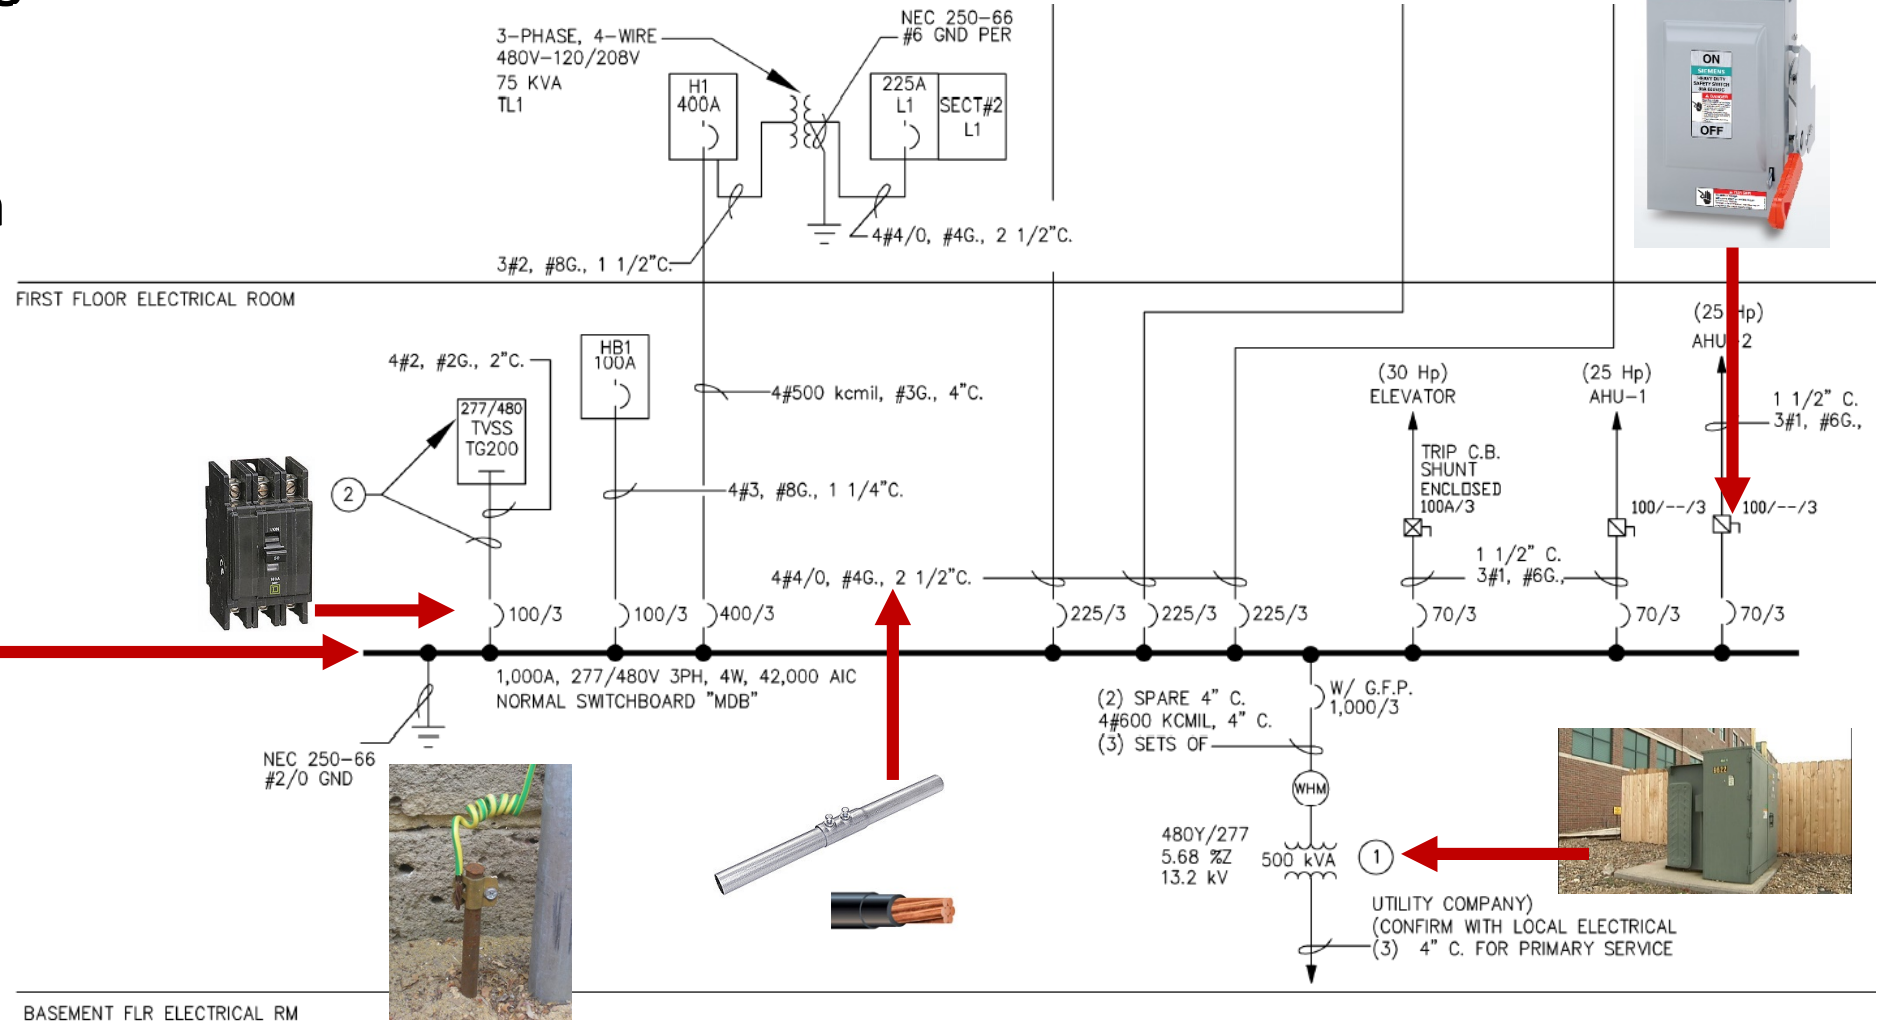 NEC 250-66
#6 GND PER
3-PHASE, 4-WIRE
480V-120/208V
75 KVA
TL1
H1
400A
225A
L1
SECT#2
L1
ON
SIEMENS
HEAVY DUTY
SAFETY SWITCH
OFF
4#4/0, #4G., 2 1/2"C.
3#2, #8G., 1 1/2"C.
FIRST FLOOR ELECTRICAL ROOM
(25 Hp)
AHU-2
4#2, #2G., 2"C.
HB1
100A
277/480
TVSS
TG200
2
4#500 kcmil, #3G., 4"C.
4#3, #8G., 1 1/4"C.
(30 Hp)
ELEVATOR
(25 Hp)
AHU-1
1 1/2" C.
3#1, #6G.,
TRIP C.B.
SHUNT
ENCLOSED
100A/3
100/--/3
100/--/3
4#4/0, #4G., 2 1/2"C.
1 1/2" C.
3#1, #6G.,
100/3
100/3
400/3
225/3
225/3
225/3
70/3
70/3
70/3
1,000A, 277/480V 3PH, 4W, 42,000 AIC
NORMAL SWITCHBOARD "MDB"
NEC 250-66
#2/0 GND
(2) SPARE 4" C.
4#600 KCMIL, 4" C.
(3) SETS OF
W/ G.F.P.
1,000/3
WHM
480Y/277
5.68 %Z
13.2 kV
500 kVA
1
UTILITY COMPANY)
(CONFIRM WITH LOCAL ELECTRICAL
(3) 4" C. FOR PRIMARY SERVICE
BASEMENT FLR ELECTRICAL RM